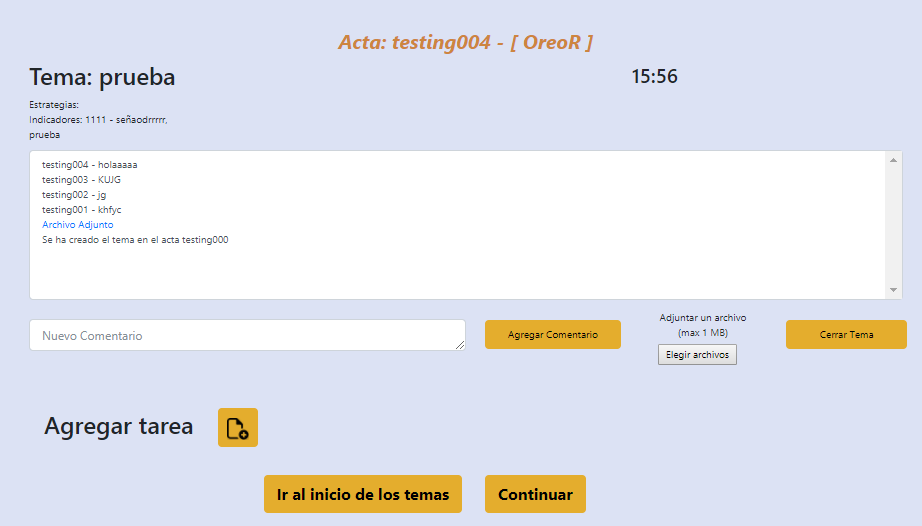 Acta: testing004 - [ OreoR ]
Tema: prueba
15:56
Estrategias:
Indicadores: 1111 - señaodrrrrr,
prueba
testing004 - holaaaaa
testing003 - KUJG
testing002 - jg
testing001 - khfyc
Archivo Adjunto
Se ha creado el tema en el acta testing000
Nuevo Comentario
Agregar Comentario
Adjuntar un archivo
(max 1 MB)
Elegir archivos
Cerrar Tema
Agregar tarea
Ir al inicio de los temas
Continuar